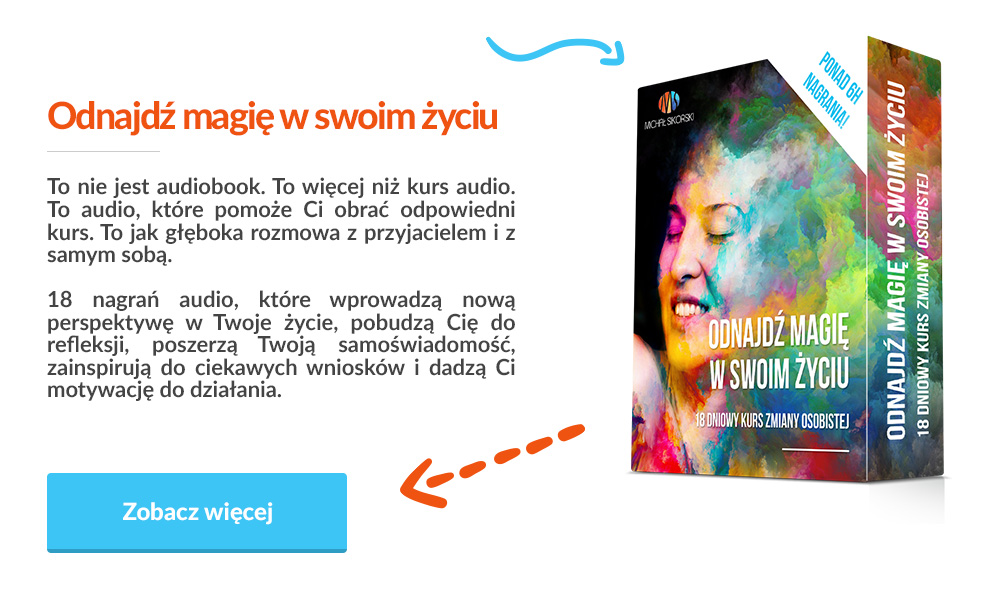 Odnajdź magię w swoim życiu
To nie jest audiobook. To więcej niż kurs audio.
To audio, które pomoże Ci obrać odpowiedni
kurs. To jak głęboka rozmowa z przyjacielem i z
samym sobą.
18 nagrań audio, które wprowadzą nową
perspektywę w Twoje życie, pobudzą Cię do
refleksji, poszerzą Twoją samoświadomość,
zainspirują do ciekawych wniosków i dadzą Ci
motywację do działania.
Zobacz więcej
MICHAŁ SIKORSKI
PONAD 6H
NAGRANIA!
ODNAJDŹ MAGIĘ
W SWOIM ŻYCIU
18 DNIOWY KURS ZMIANY OSOBISTEJ
ODNAJDŹ MAGIĘ W SWOIM ŻYCIU
18 DNIOWY KURS ZMIANY OSOBISTEJ